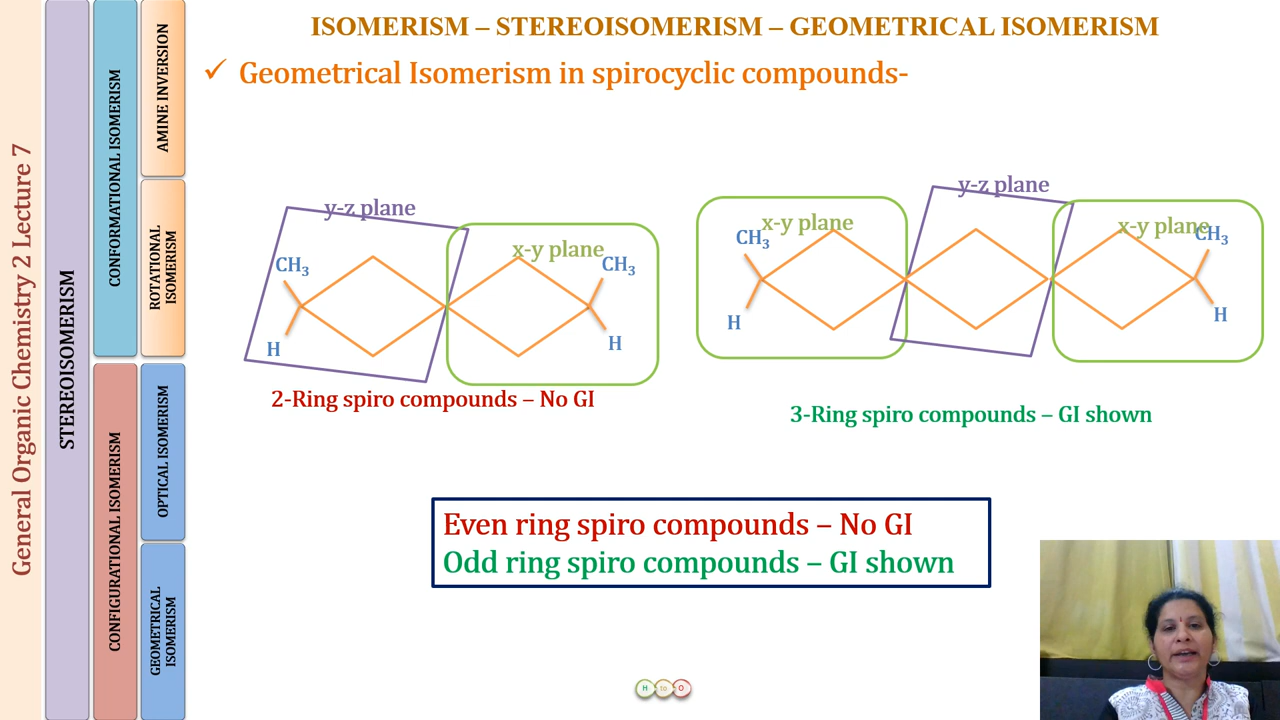 General Organic Chemistry 2 Lecture 7
STEREOISOMERISM
CONFORMATIONAL ISOMERISM
CONFIGURATIONAL ISOMERISM
AMINE INVERSION
ROTATIONAL
ISOMERISM
OPTICAL ISOMERISM
GEOMETRICAL
ISOMERISM
ISOMERISM – STEREOISOMERISM – GEOMETRICAL ISOMERISM
✓ Geometrical Isomerism in spirocyclic compounds-
y-z plane
x-y plane
CH₃
CH₃
H
H
2-Ring spiro compounds – No GI
y-z plane
x-y plane
x-y plane
CH₃
CH₃
H
H
3-Ring spiro compounds – GI shown
Even ring spiro compounds – No GI
Odd ring spiro compounds – GI shown
H to O